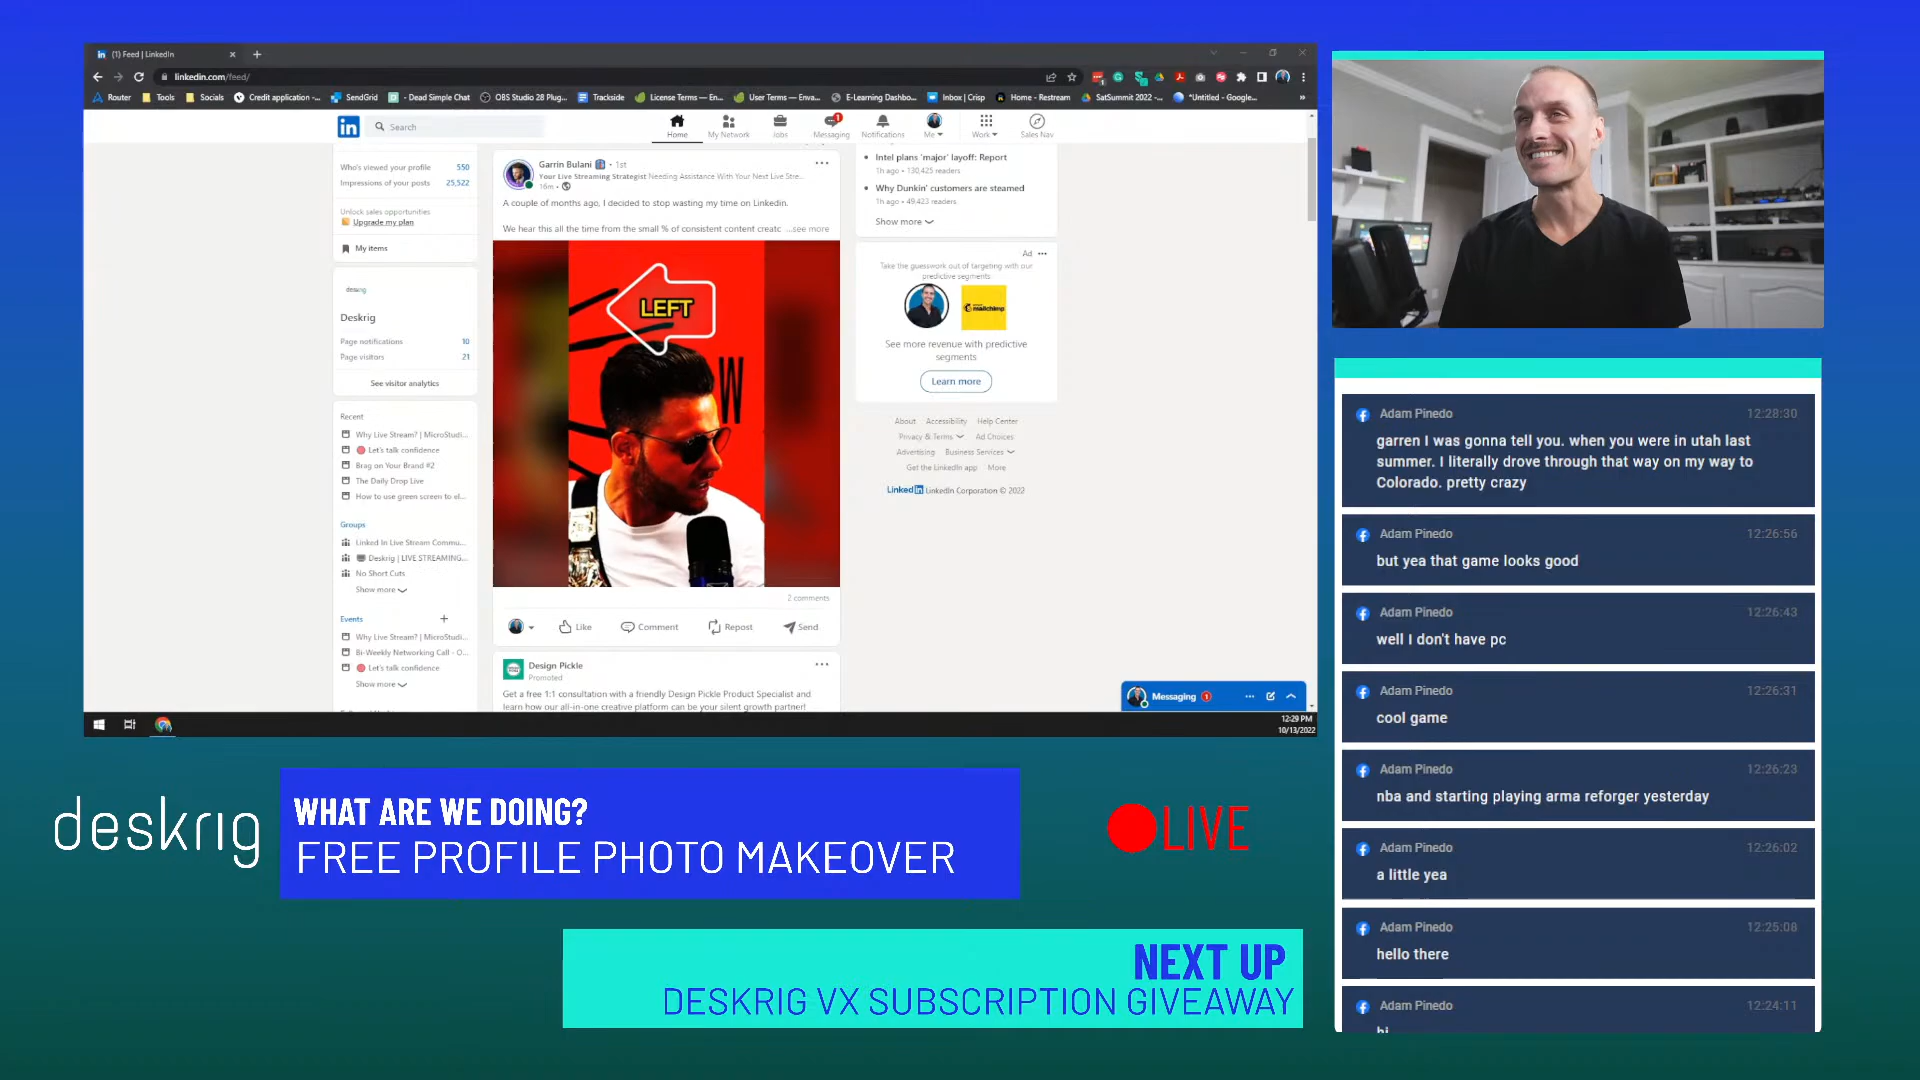 (1) Feed | LinkedIn
linkedin.com/feed/
Router
Tools
Socials
Credit application -...
SendGrid
- Dead Simple Chat
OBS Studio 28 Plug...
Trackside
License Terms — En...
User Terms — Enva...
E-Learning Dashbo...
Inbox | Crisp
Home - Restream
SatSummit 2022 -...
*Untitled - Google...
»
in
Search
Home
My Network
Jobs
1
Messaging
Notifications
Me
Work
Sales Nav
Who's viewed your profile 550
Impressions of your posts 25,522
Unlock sales opportunities
Upgrade my plan
My items
deskrig
Deskrig
Page notifications 10
Page visitors 21
See visitor analytics
Recent
Why Live Stream? | MicroStudi...
Let's talk confidence
Brag on Your Brand #2
The Daily Drop Live
How to use green screen to el...
Groups
Linked In Live Stream Commu...
Deskrig | LIVE STREAMING...
No Short Cuts
Show more
Events
Why Live Stream? | MicroStudi...
Bi-Weekly Networking Call - O...
Let's talk confidence
Show more
Garrin Bulani • 1st
Your Live Streaming Strategist Needing Assistance With Your Next Live Stre...
16m •
A couple of months ago, I decided to stop wasting my time on Linkedin.
We hear this all the time from the small % of consistent content creatc ...see more
LEFT
W
2 comments
Like
Comment
Repost
Send
Design Pickle
Promoted
Get a free 1:1 consultation with a friendly Design Pickle Product Specialist and
learn how our all-in-one creative platform can be your silent growth partner!
Intel plans 'major' layoff: Report
1h ago • 130,425 readers
Why Dunkin' customers are steamed
1h ago • 49,423 readers
Show more
Ad
Take the guesswork out of targeting with our
predictive segments
mailchimp
See more revenue with predictive
segments
Learn more
About Accessibility Help Center
Privacy & Terms Ad Choices
Advertising Business Services
Get the LinkedIn app More
LinkedIn LinkedIn Corporation © 2022
Messaging 1
12:29 PM
10/13/2022
deskrig
WHAT ARE WE DOING?
FREE PROFILE PHOTO MAKEOVER
LIVE
NEXT UP
DESKRIG VX SUBSCRIPTION GIVEAWAY
Adam Pinedo 12:28:30
garren I was gonna tell you. when you were in utah last
summer. I literally drove through that way on my way to
Colorado. pretty crazy
Adam Pinedo 12:26:56
but yea that game looks good
Adam Pinedo 12:26:43
well I don't have pc
Adam Pinedo 12:26:31
cool game
Adam Pinedo 12:26:23
nba and starting playing arma reforger yesterday
Adam Pinedo 12:26:02
a little yea
Adam Pinedo 12:25:08
hello there
Adam Pinedo 12:24:11
hi